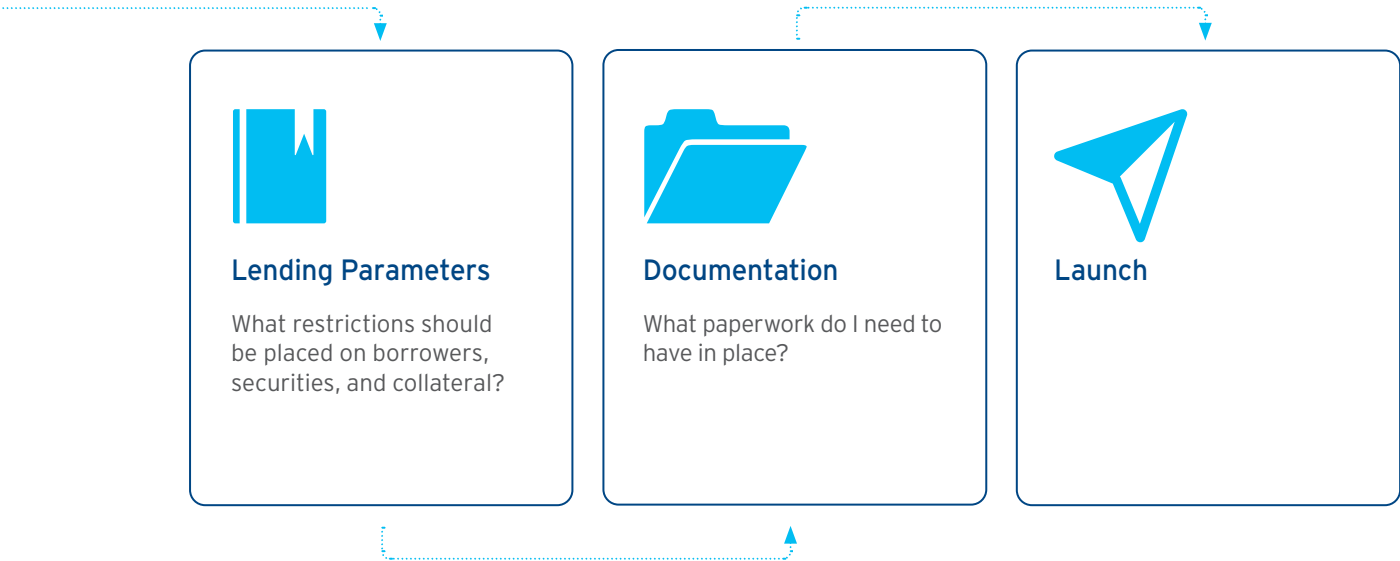 Lending Parameters
What restrictions should
be placed on borrowers,
securities, and collateral?
Documentation
What paperwork do I need to
have in place?
Launch